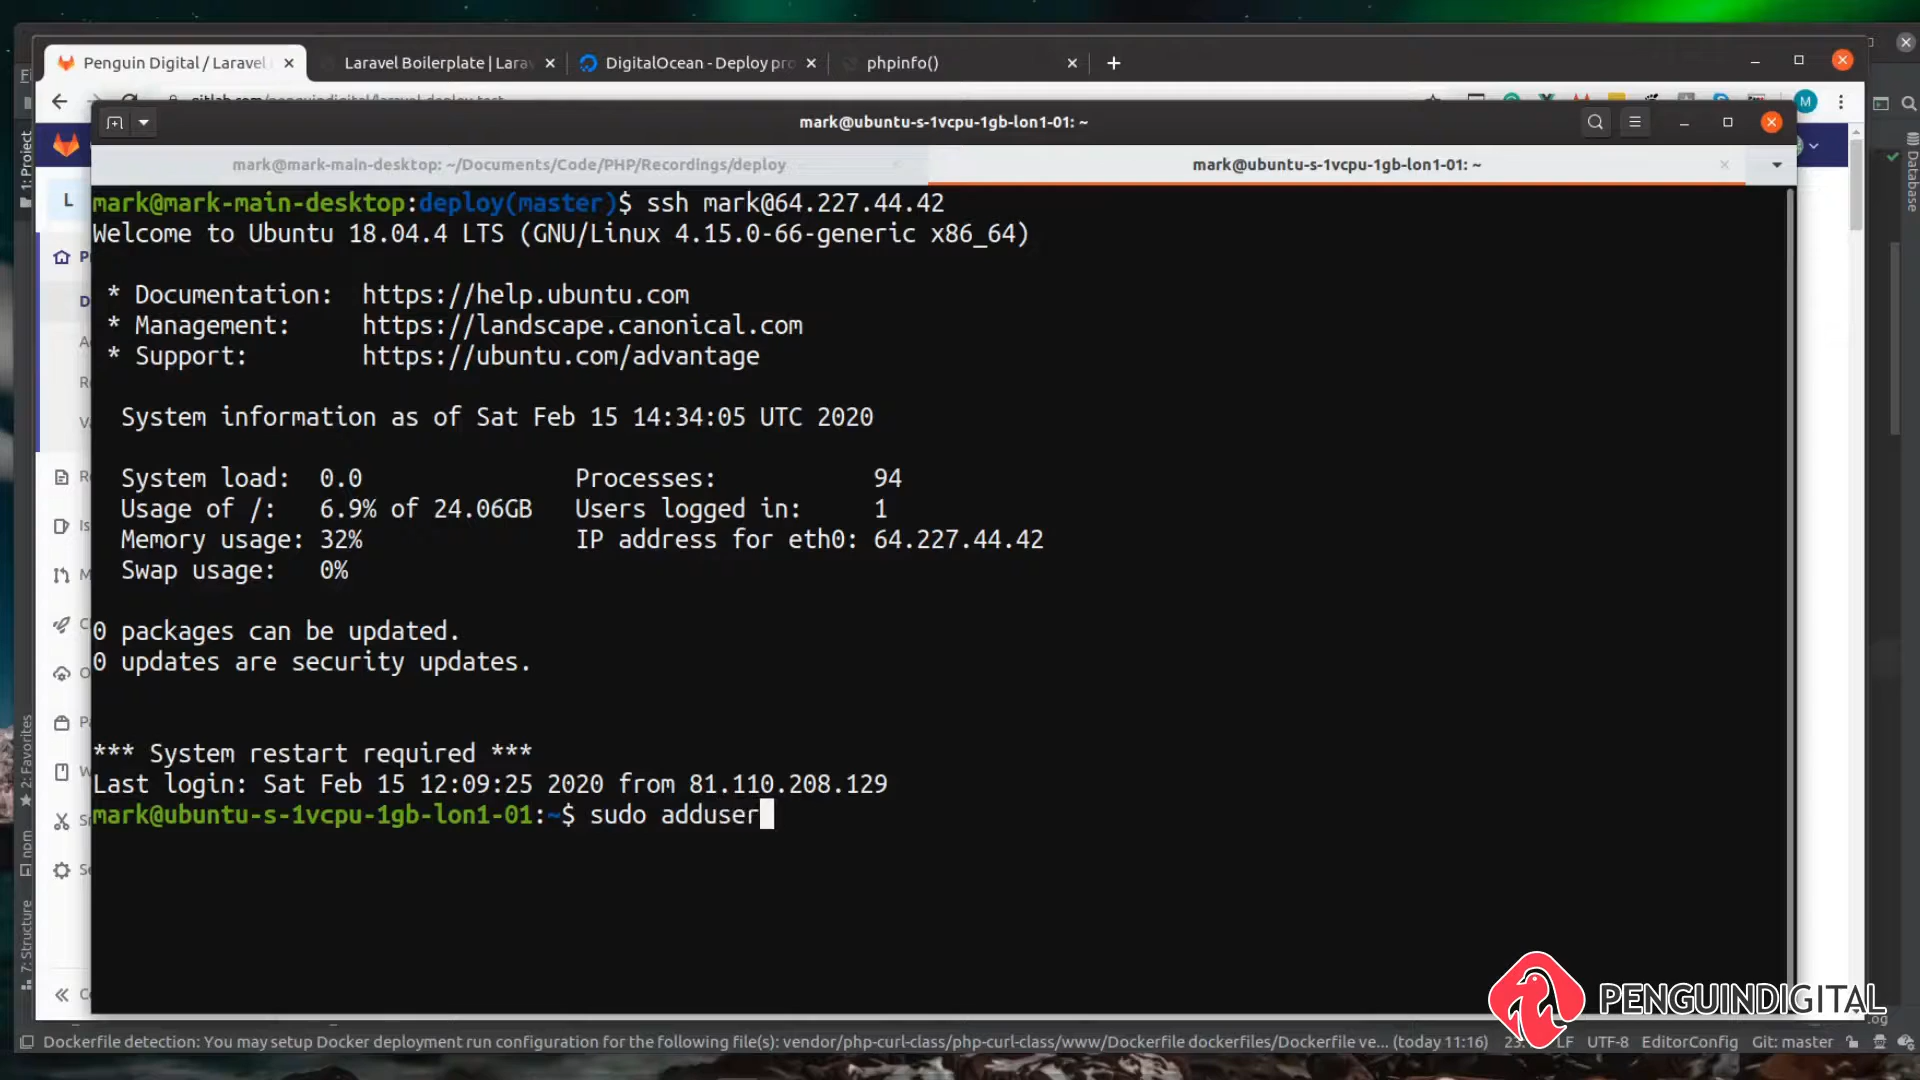 Penguin Digital / Laravel
Laravel Boilerplate | Lara
DigitalOcean - Deploy pro
phpinfo()
mark@ubuntu-s-1vcpu-1gb-lon1-01: ~
M
1: Project
Database
mark@mark-main-desktop: ~/Documents/Code/PHP/Recordings/deploy
mark@ubuntu-s-1vcpu-1gb-lon1-01: ~
L
mark@mark-main-desktop:deploy(master)$ ssh mark@64.227.44.42
Welcome to Ubuntu 18.04.4 LTS (GNU/Linux 4.15.0-66-generic x86_64)
* Documentation: https://help.ubuntu.com
* Management: https://landscape.canonical.com
* Support: https://ubuntu.com/advantage
System information as of Sat Feb 15 14:34:05 UTC 2020
System load: 0.0 Processes: 94
Usage of /: 6.9% of 24.06GB Users logged in: 1
Memory usage: 32% IP address for eth0: 64.227.44.42
Swap usage: 0%
0 packages can be updated.
0 updates are security updates.
*** System restart required ***
Last login: Sat Feb 15 12:09:25 2020 from 81.110.208.129
mark@ubuntu-s-1vcpu-1gb-lon1-01:~$ sudo adduser
2: Favorites
npm
7: Structure
PENGUINDIGITAL
Dockerfile detection: You may setup Docker deployment run configuration for the following file(s): vendor/php-curl-class/php-curl-class/www/Dockerfile dockerfiles/Dockerfile ve... (today 11:16) LF UTF-8 EditorConfig Git: master